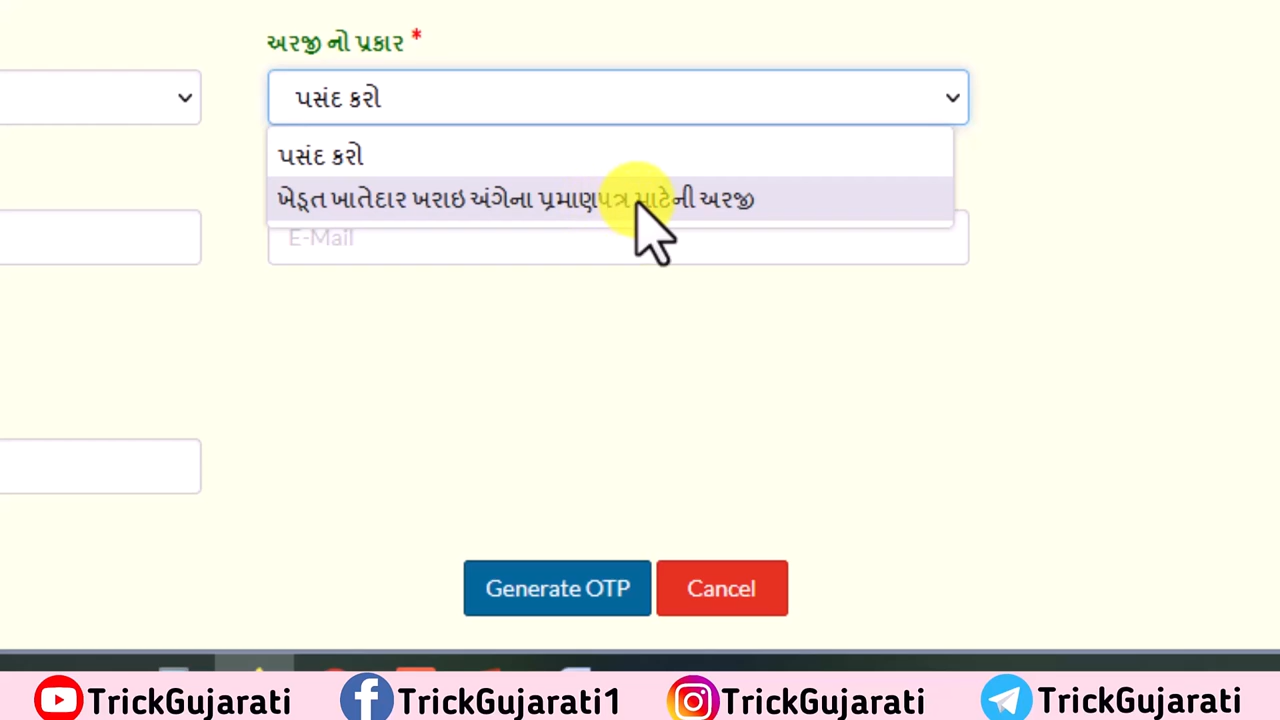 અરજી નો પ્રકાર *
પસંદ કરો
પસંદ કરો
ખેડૂત ખાતેદાર ખરાઇ અંગેના પ્રમાણપત્ર માટેની અરજી
E-Mail
Generate OTP Cancel
TrickGujarati TrickGujarati1 TrickGujarati TrickGujarati